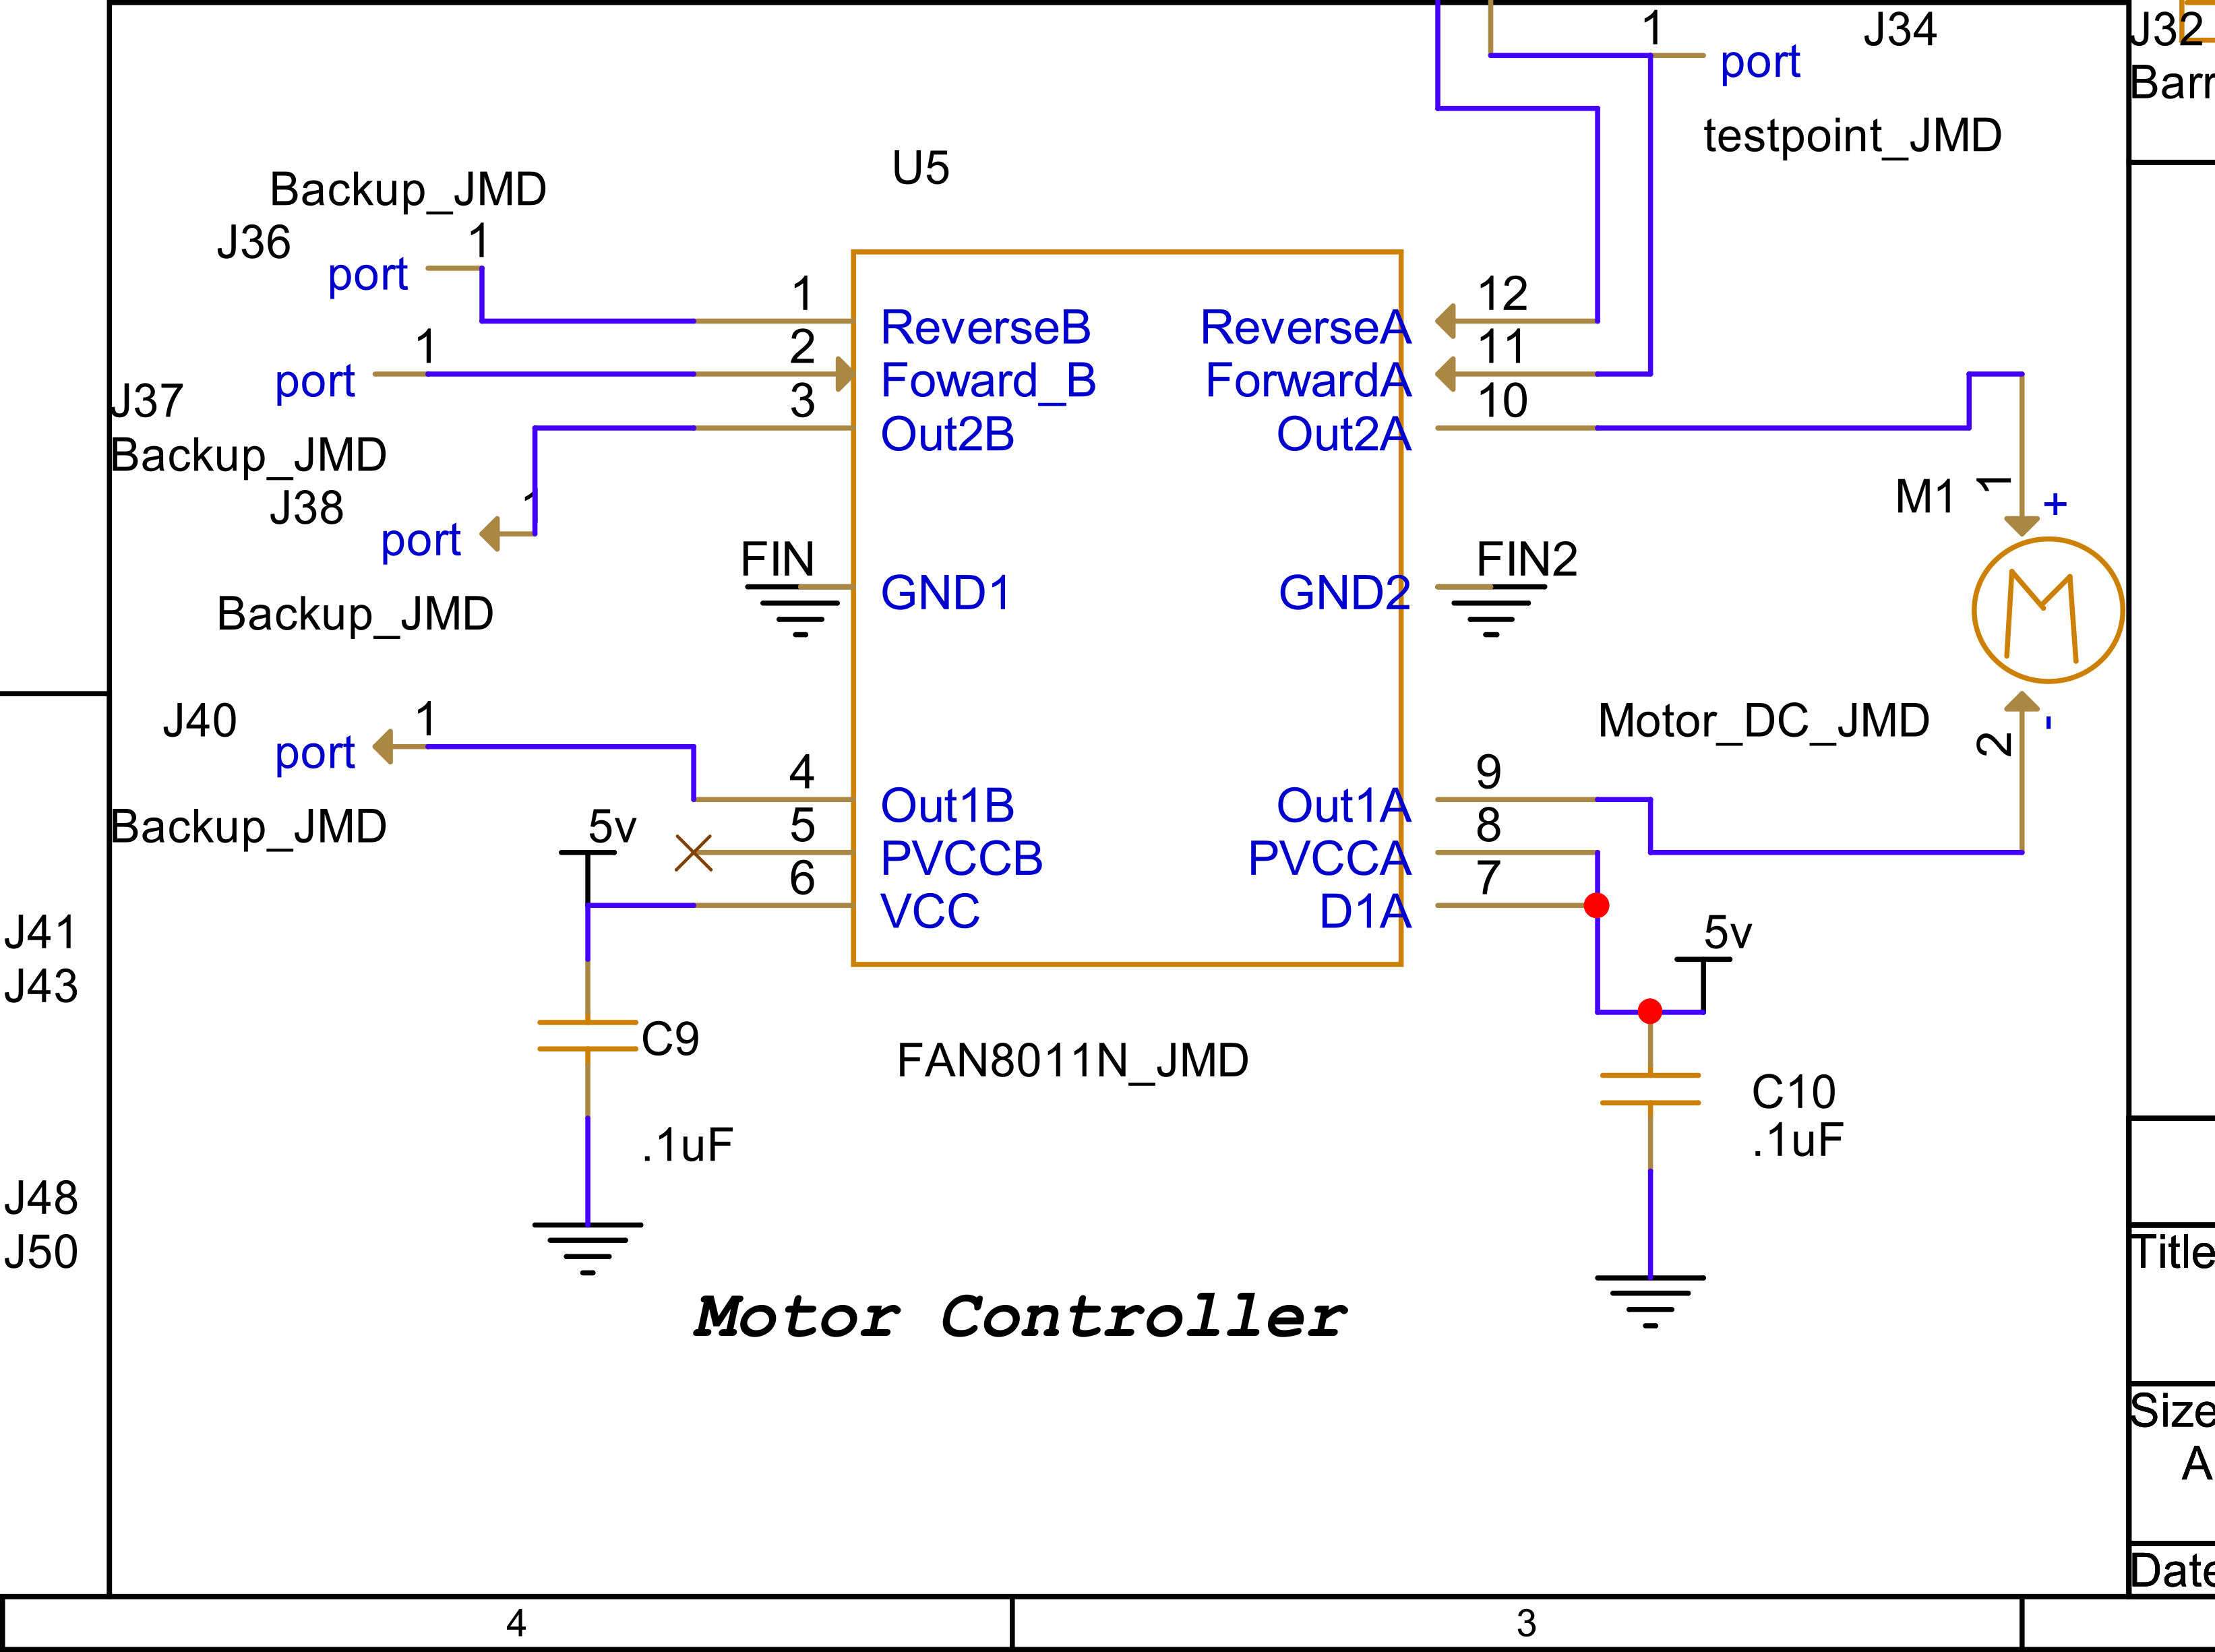 1
J34
J32
port
Barr
testpoint_JMD
U5
Backup_JMD
J36
1
port
1
ReverseB
ReverseA
12
1
2
Foward_B
ForwardA
11
port
J37
3
Out2B
Out2A
10
Backup_JMD
J38
1
port
M1
1
+
FIN
GND1
GND2
FIN2
Backup_JMD
M
J40
1
port
Motor_DC_JMD
2
-
4
Out1B
Out1A
9
Backup_JMD
5v
5
PVCCB
PVCCA
8
6
VCC
D1A
7
J41
5v
J43
C9
FAN8011N_JMD
C10
.1uF
.1uF
J48
J50
Title
Motor Controller
Size
A
Date
4
3